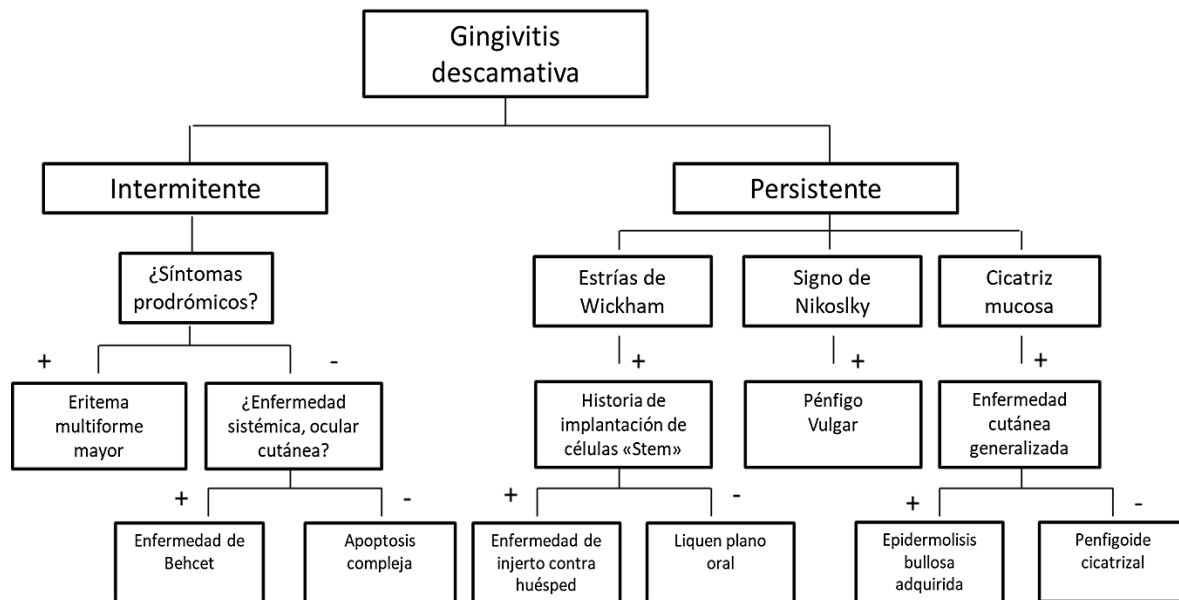 Gingivitis
descamativa
Intermitente
Persistente
¿Síntomas
prodrómicos?
Estrías de
Wickham
Signo de
Nikoslky
Cicatriz
mucosa
+
-
+
+
+
Eritema
multiforme
mayor
¿Enfermedad
sistémica, ocular
cutánea?
Historia de
implantación de
células «Stem»
Pénfigo
Vulgar
Enfermedad
cutánea
generalizada
+
-
+
-
+
-
Enfermedad de
Behcet
Apoptosis
compleja
Enfermedad de
injerto contra
huésped
Liquen plano
oral
Epidermolisis
bullosa
adquirida
Penfigoide
cicatrizal